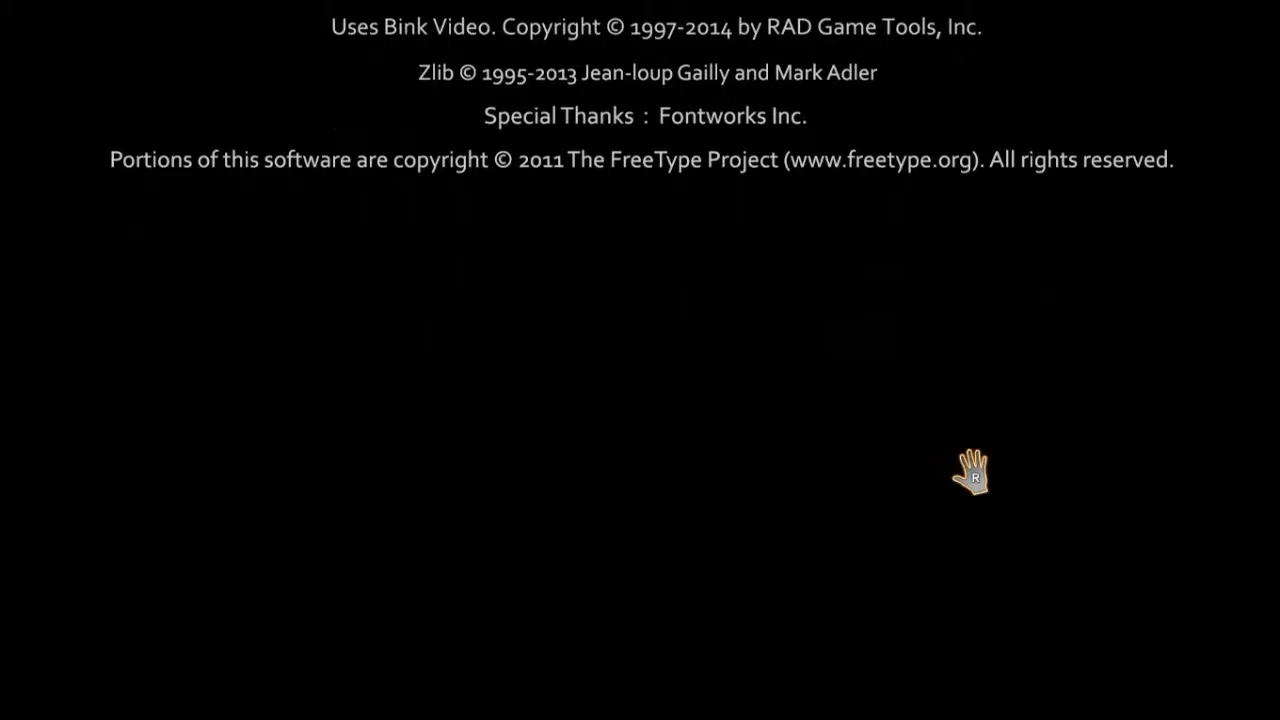 Uses Bink Video. Copyright © 1997-2014 by RAD Game Tools, Inc.
Zlib © 1995-2013 Jean-loup Gailly and Mark Adler
Special Thanks : Fontworks Inc.
Portions of this software are copyright © 2011 The FreeType Project (www.freetype.org). All rights reserved.
R